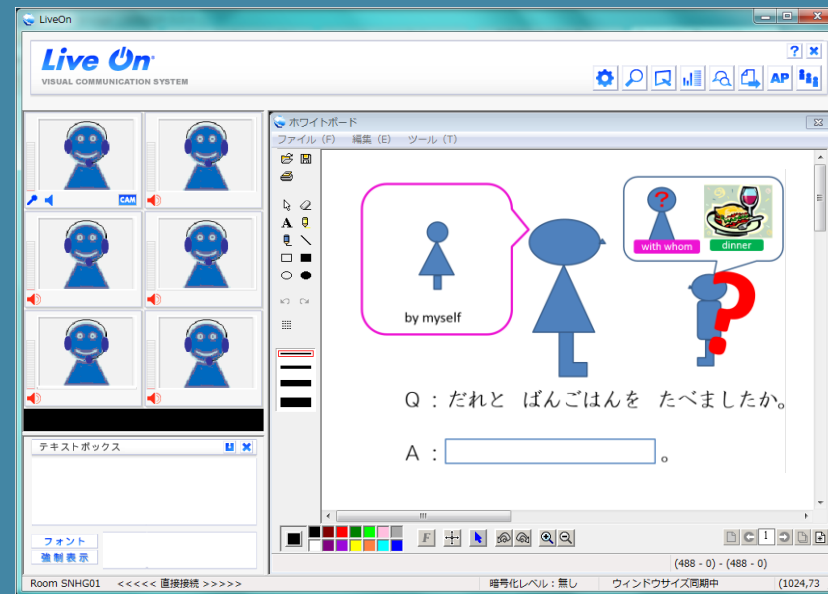 LiveOn
Live On
VISUAL COMMUNICATION SYSTEM
AP
ホワイトボード
ファイル (F) 編集 (E) ツール (T)
CAM
A
?
with whom
dinner
by myself
?
Q：だれと ばんごはんを たべましたか。
A： 。
テキストボックス
フォント
強制表示
F
1
(488 - 0) - (488 - 0)
Room SNHG01 <<<<< 直接接続 >>>>> 暗号化レベル：無し ウィンドウサイズ同期中 (1024,73